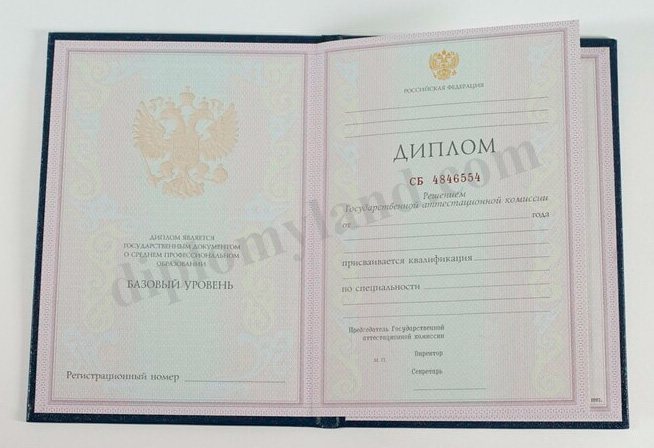 ДИПЛОМ ЯВЛЯЕТСЯ
ГОСУДАРСТВЕННЫМ ДОКУМЕНТОМ
О СРЕДНЕМ ПРОФЕССИОНАЛЬНОМ
ОБРАЗОВАНИИ
БАЗОВЫЙ УРОВЕНЬ
Регистрационный номер
РОССИЙСКАЯ ФЕДЕРАЦИЯ
ДИПЛОМ
СБ 4846554
Решением
Государственной аттестационной комиссии
от года
присваивается квалификация
по специальности
Председатель Государственной
аттестационной комиссии
М.П. Директор
Секретарь
diplomyland.com